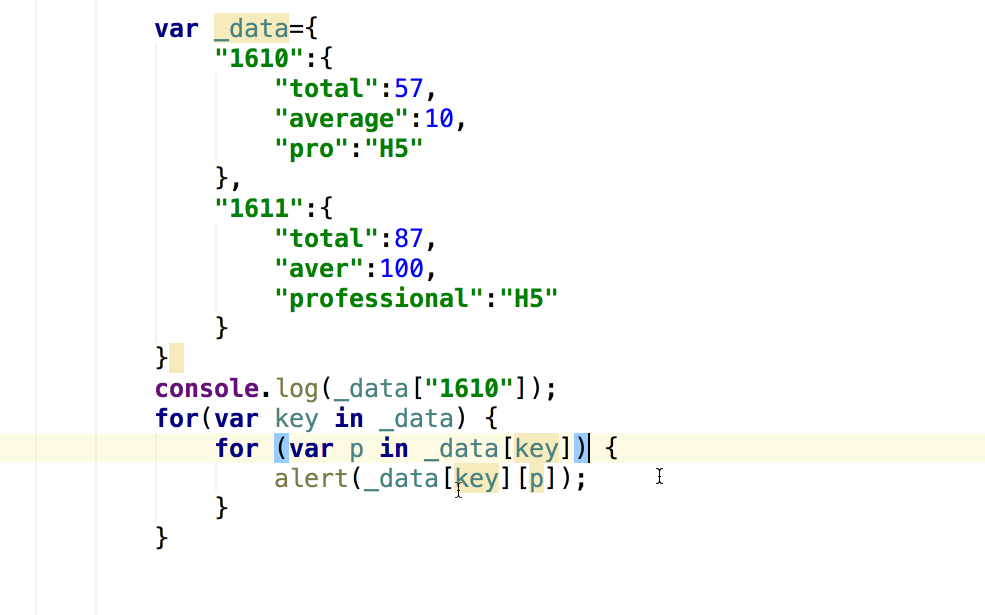 var _data={
"1610":{
"total":57,
"average":10,
"pro":"H5"
},
"1611":{
"total":87,
"aver":100,
"professional":"H5"
}
}
console.log(_data["1610"]);
for(var key in _data) {
for (var p in _data[key]) {
alert(_data[key][p]);
}
}